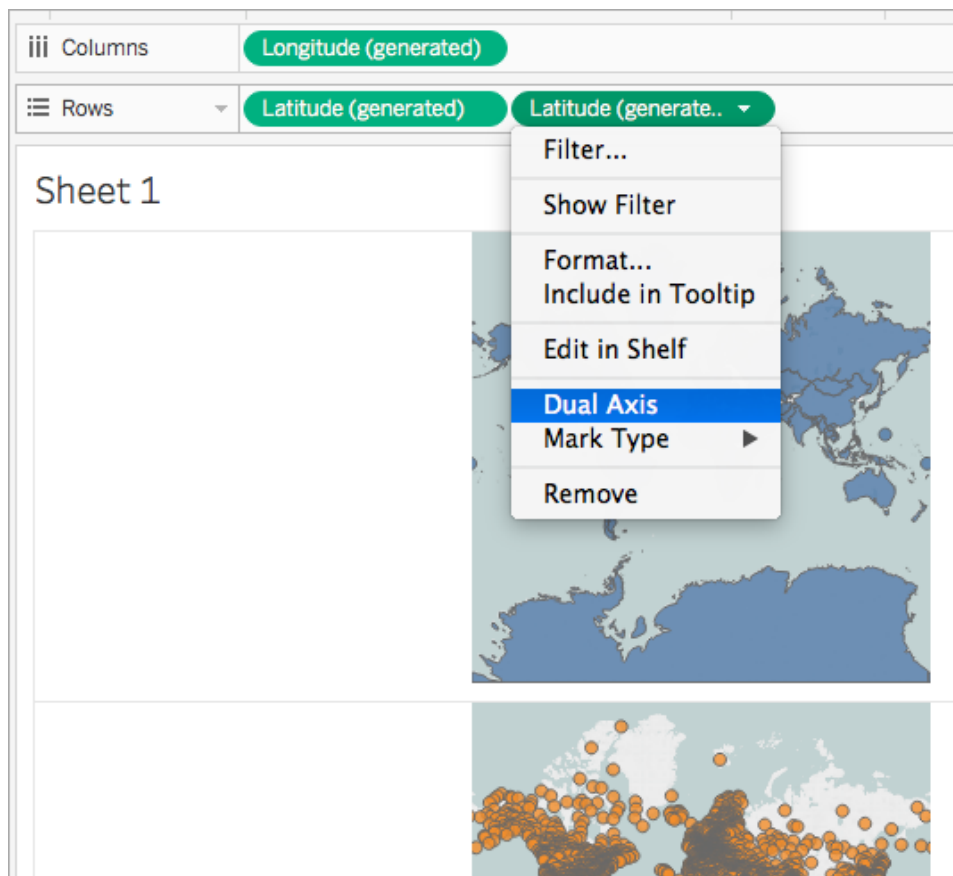 Columns
Longitude (generated)
Rows
Latitude (generated)
Latitude (generate..
Filter...
Show Filter
Format...
Include in Tooltip
Edit in Shelf
Dual Axis
Mark Type
Remove
Sheet 1